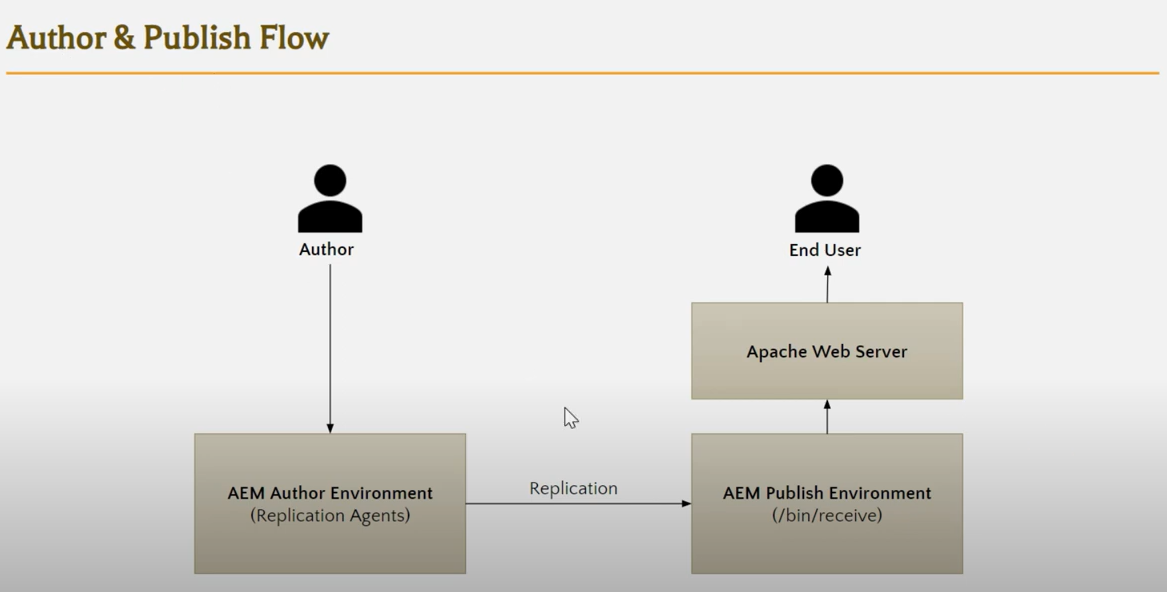 Author & Publish Flow
Author
End User
Apache Web Server
AEM Author Environment
(Replication Agents)
Replication
AEM Publish Environment
(/bin/receive)